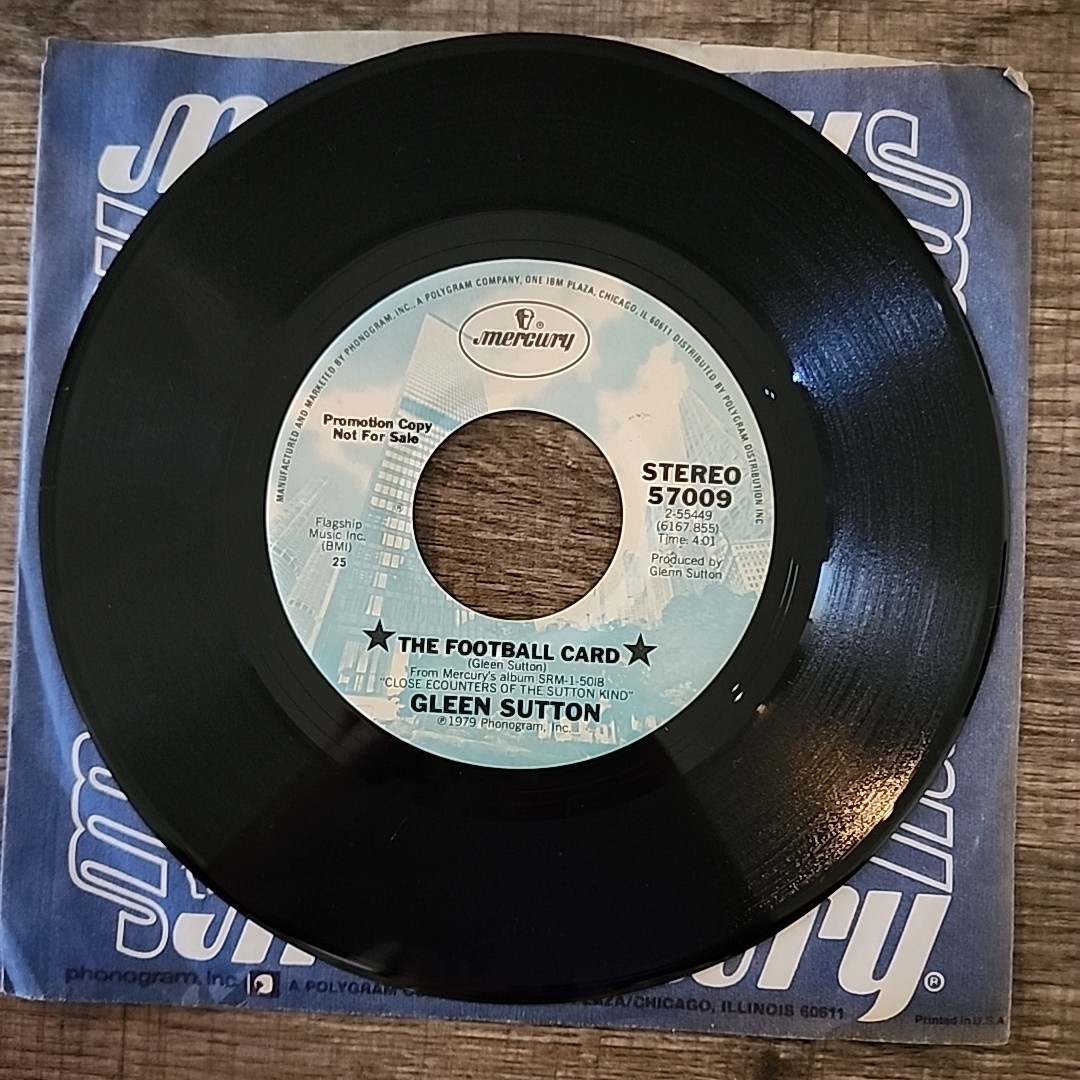 MANUFACTURED AND MARKETED BY PHONOGRAM, INC., A POLYGRAM COMPANY, ONE IBM PLAZA, CHICAGO, IL 60611 DISTRIBUTED BY POLYGRAM DISTRIBUTION INC
mercury®
Promotion Copy
Not For Sale
STEREO
57009
2-55449
(6167.855)
Time: 4:01
Produced by
Glenn Sutton
Flagship
Music Inc.
(BMI)
25
★ THE FOOTBALL CARD ★
(Gleen Sutton)
From Mercury's album SRM-1-5018
"CLOSE ECOUNTERS OF THE SUTTON KIND"
GLEEN SUTTON
℗ 1979 Phonogram, Inc.
phonogram, inc.
A POLYGRAM PLAZA/CHICAGO, ILLINOIS 60611
Printed in U.S.A